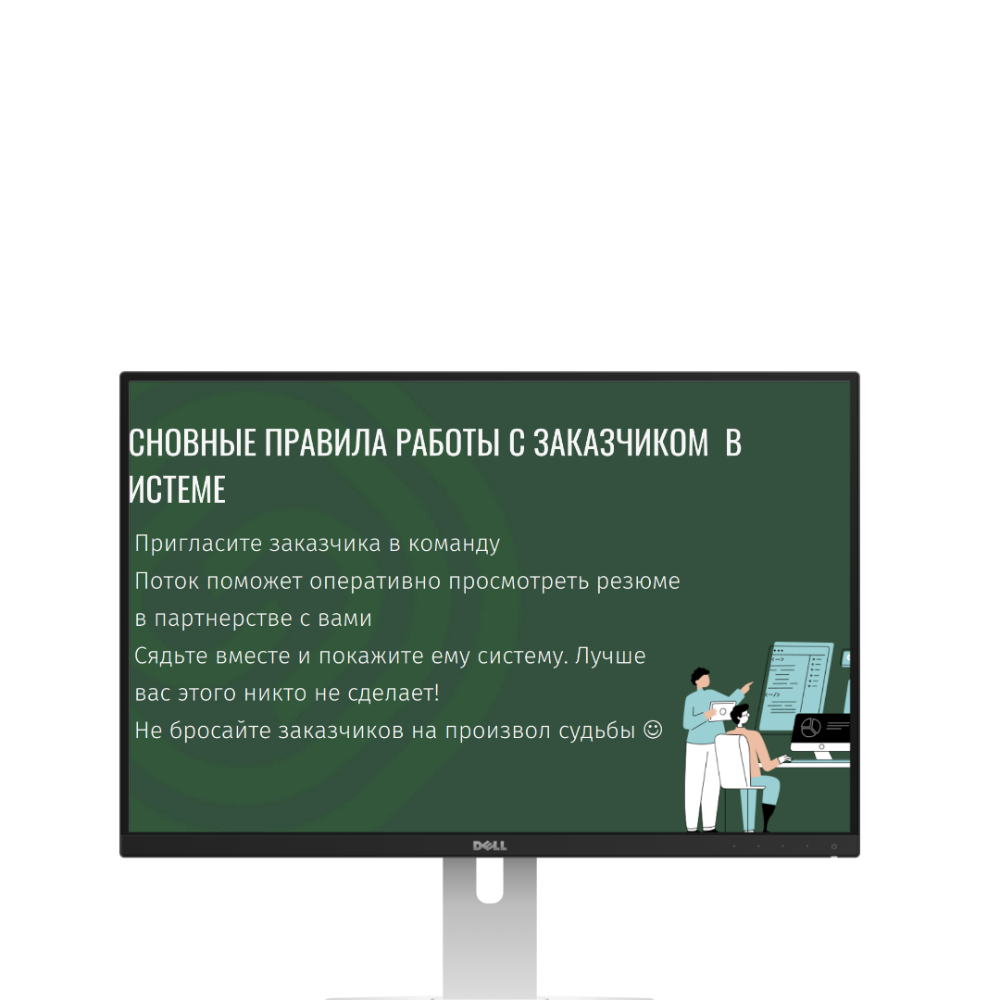 СНОВНЫЕ ПРАВИЛА РАБОТЫ С ЗАКАЗЧИКОМ В
ИСТЕМЕ
Пригласите заказчика в команду
Поток поможет оперативно просмотреть резюме
в партнерстве с вами
Сядьте вместе и покажите ему систему. Лучше
вас этого никто не сделает!
Не бросайте заказчиков на произвол судьбы ☺
DELL